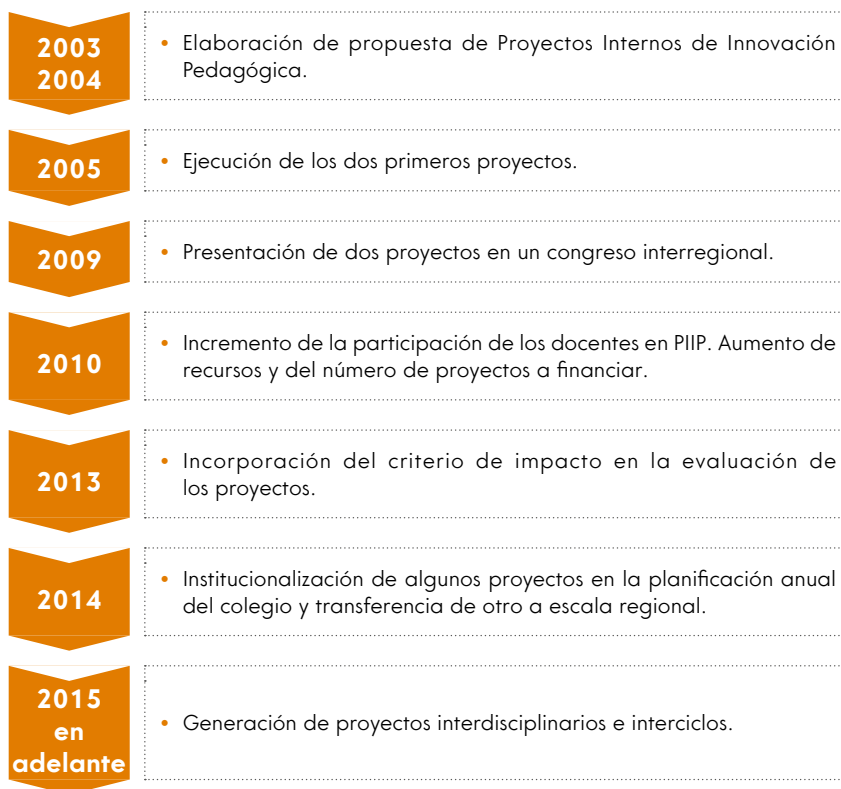 2003
2004
• Elaboración de propuesta de Proyectos Internos de Innovación
Pedagógica.
2005
• Ejecución de los dos primeros proyectos.
2009
• Presentación de dos proyectos en un congreso interregional.
2010
• Incremento de la participación de los docentes en PIIP. Aumento de
recursos y del número de proyectos a financiar.
2013
• Incorporación del criterio de impacto en la evaluación de
los proyectos.
2014
• Institucionalización de algunos proyectos en la planificación anual
del colegio y transferencia de otro a escala regional.
2015
en
adelante
• Generación de proyectos interdisciplinarios e interciclos.